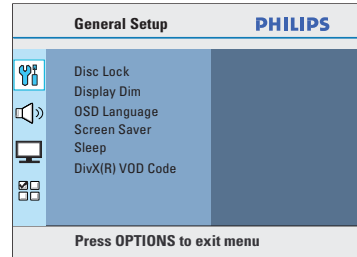 General Setup
PHILIPS
Disc Lock
Display Dim
OSD Language
Screen Saver
Sleep
DivX(R) VOD Code
Press OPTIONS to exit menu